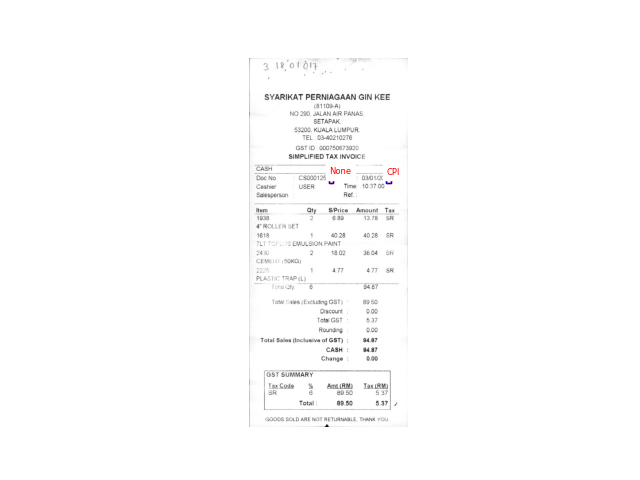 3 18/01/017
SYARIKAT PERNIAGAAN GIN KEE
(81109-A)
NO 290, JALAN AIR PANAS,
SETAPAK,
53200, KUALA LUMPUR.
TEL : 03-40210276
GST ID : 000750673920
SIMPLIFIED TAX INVOICE
CASH
None CPI
Doc No CS000125 : 03/01/20
Cashier USER Time 10:37:00
Salesperson : Ref. :
Item Qty S/Price Amount Tax
1938 2 6.89 13.78 SR
4" ROLLER SET
1618 1 40.28 40.28 SR
EMULSION PAINT
2430 2 18.02 36.04 SR
CEMENT (50KG)
2225 1 4.77 4.77 SR
PLASTIC TRAP (L)
Total Qty 6 94.87
Total Sales (Excluding GST) : 89.50
Discount : 0.00
Total GST : 5.37
Rounding : 0.00
Total Sales (Inclusive of GST) : 94.87
CASH : 94.87
Change : 0.00
GST SUMMARY
Tax Code % Amt (RM) Tax (RM)
SR 6 89.50 5.37
Total : 89.50 5.37
GOODS SOLD ARE NOT RETURNABLE, THANK YOU.